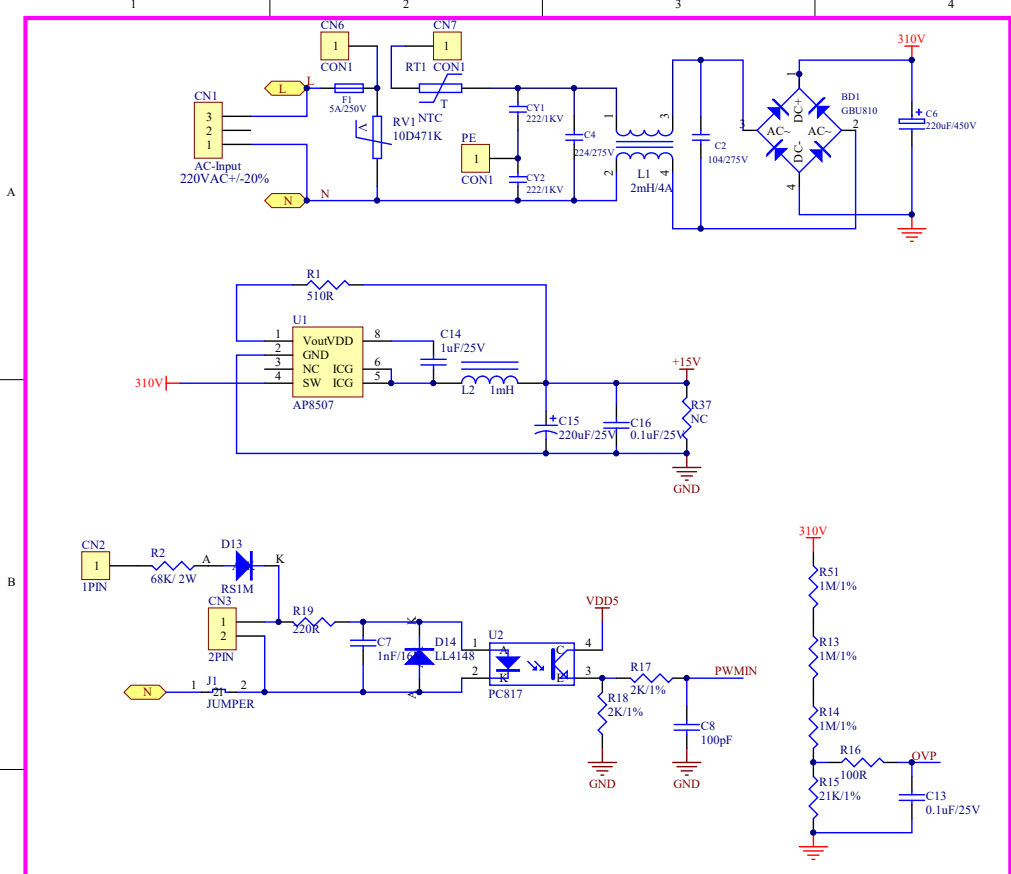 1 2 3 4
CN6 CN7 310V
1 1
CON1 RT1 CON1
L L
F1
5A/250V
T
NTC
CN1
3
2
1
AC-Input
220VAC+/-20%
RV1
10D471K
PE
1
CON1
CY1
222/1KV
CY2
222/1KV
C4
224/275V
1 3
2 4
L1
2mH/4A
C2
104/275V
BD1
GBU810
1
DC+
3 AC~ AC~ 2
DC-
4
C6
220uF/450V
A
N N
R1
510R
U1
1 Vout VDD 8
2 GND
3 NC ICG 6
4 SW ICG 5
AP8507
310V
C14
1uF/25V
L2 1mH
+15V
C15
220uF/25V
C16
0.1uF/25V
R37
NC
GND
B
CN2
1
1PIN
R2
68K/ 2W
D13
A K
RS1M
CN3
1
2
2PIN
R19
220R
C7
1nF/16
K
D14
LL4148
A
N
J1
1 2
JUMPER
U2
1 A C 4
2 K E 3
PC817
VDD5
R17
2K/1%
PWMIN
R18
2K/1%
C8
100pF
GND GND
310V
R51
1M/1%
R13
1M/1%
R14
1M/1%
R16
100R
OVP
R15
21K/1%
C13
0.1uF/25V